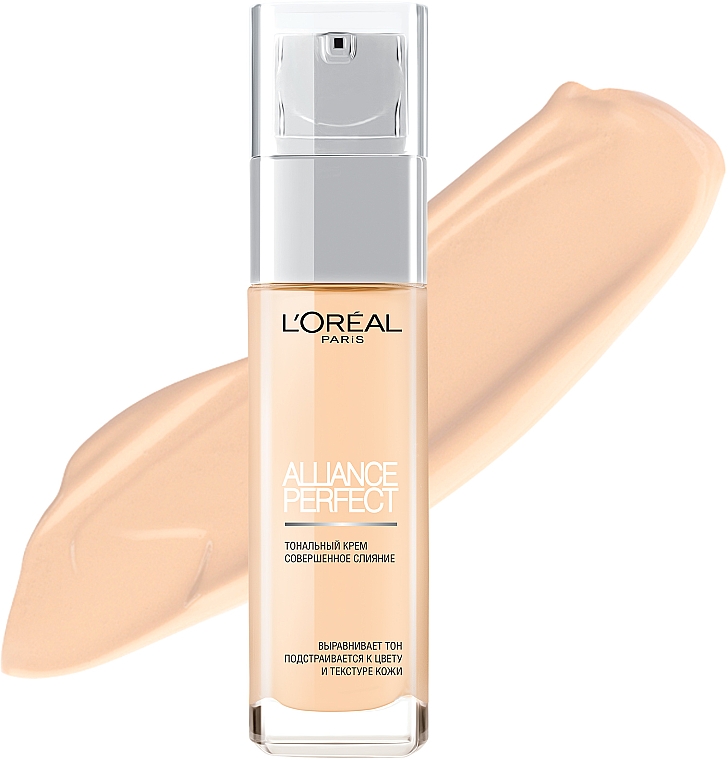 L'ORÉAL
PARiS
ALLIANCE
PERFECT
ТОНАЛЬНЫЙ КРЕМ
СОВЕРШЕННОЕ СЛИЯНИЕ
ВЫРАВНИВАЕТ ТОН
ПОДСТРАИВАЕТСЯ К ЦВЕТУ
И ТЕКСТУРЕ КОЖИ